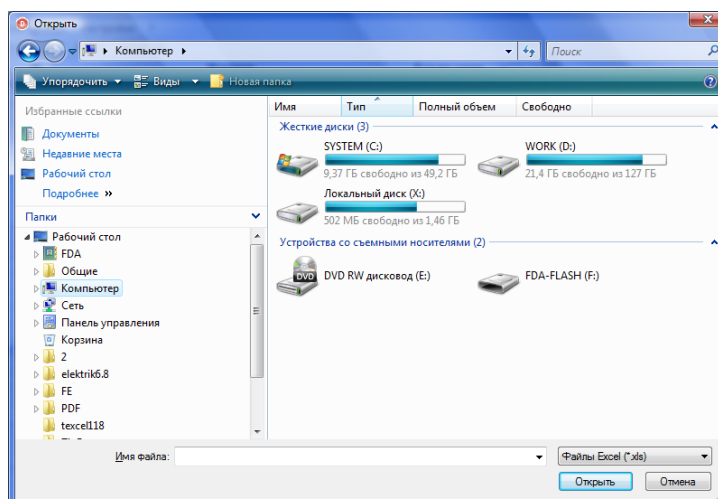 Открыть
Компьютер
Поиск
Упорядочить Виды Новая папка
Избранные ссылки
Документы
Недавние места
Рабочий стол
Подробнее »
Папки
Рабочий стол
FDA
Общие
Компьютер
Сеть
Панель управления
Корзина
2
elektrik6.8
FE
PDF
texcel118
Имя Тип Полный объем Свободно
Жесткие диски (3)
SYSTEM (C:)
9,37 ГБ свободно из 49,2 ГБ
WORK (D:)
21,4 ГБ свободно из 127 ГБ
Локальный диск (X:)
502 МБ свободно из 1,46 ГБ
Устройства со съемными носителями (2)
DVD
DVD RW дисковод (E:)
FDA-FLASH (F:)
Имя файла:
Файлы Excel (*.xls)
Открыть Отмена